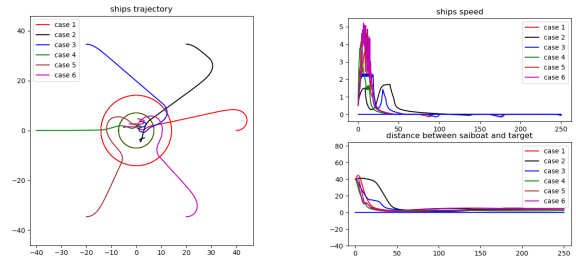 ships trajectory
case 1
case 2
case 3
case 4
case 5
case 6
40
20
0
−20
−40
−40 −30 −20 −10 0 10 20 30 40
ships speed
case 1
case 2
case 3
case 4
case 5
case 6
5
4
3
2
1
0
0 50 100 150 200 250
distance between saiboat and target
case 1
case 2
case 3
case 4
case 5
case 6
80
60
40
20
0
−20
−40
0 50 100 150 200 250